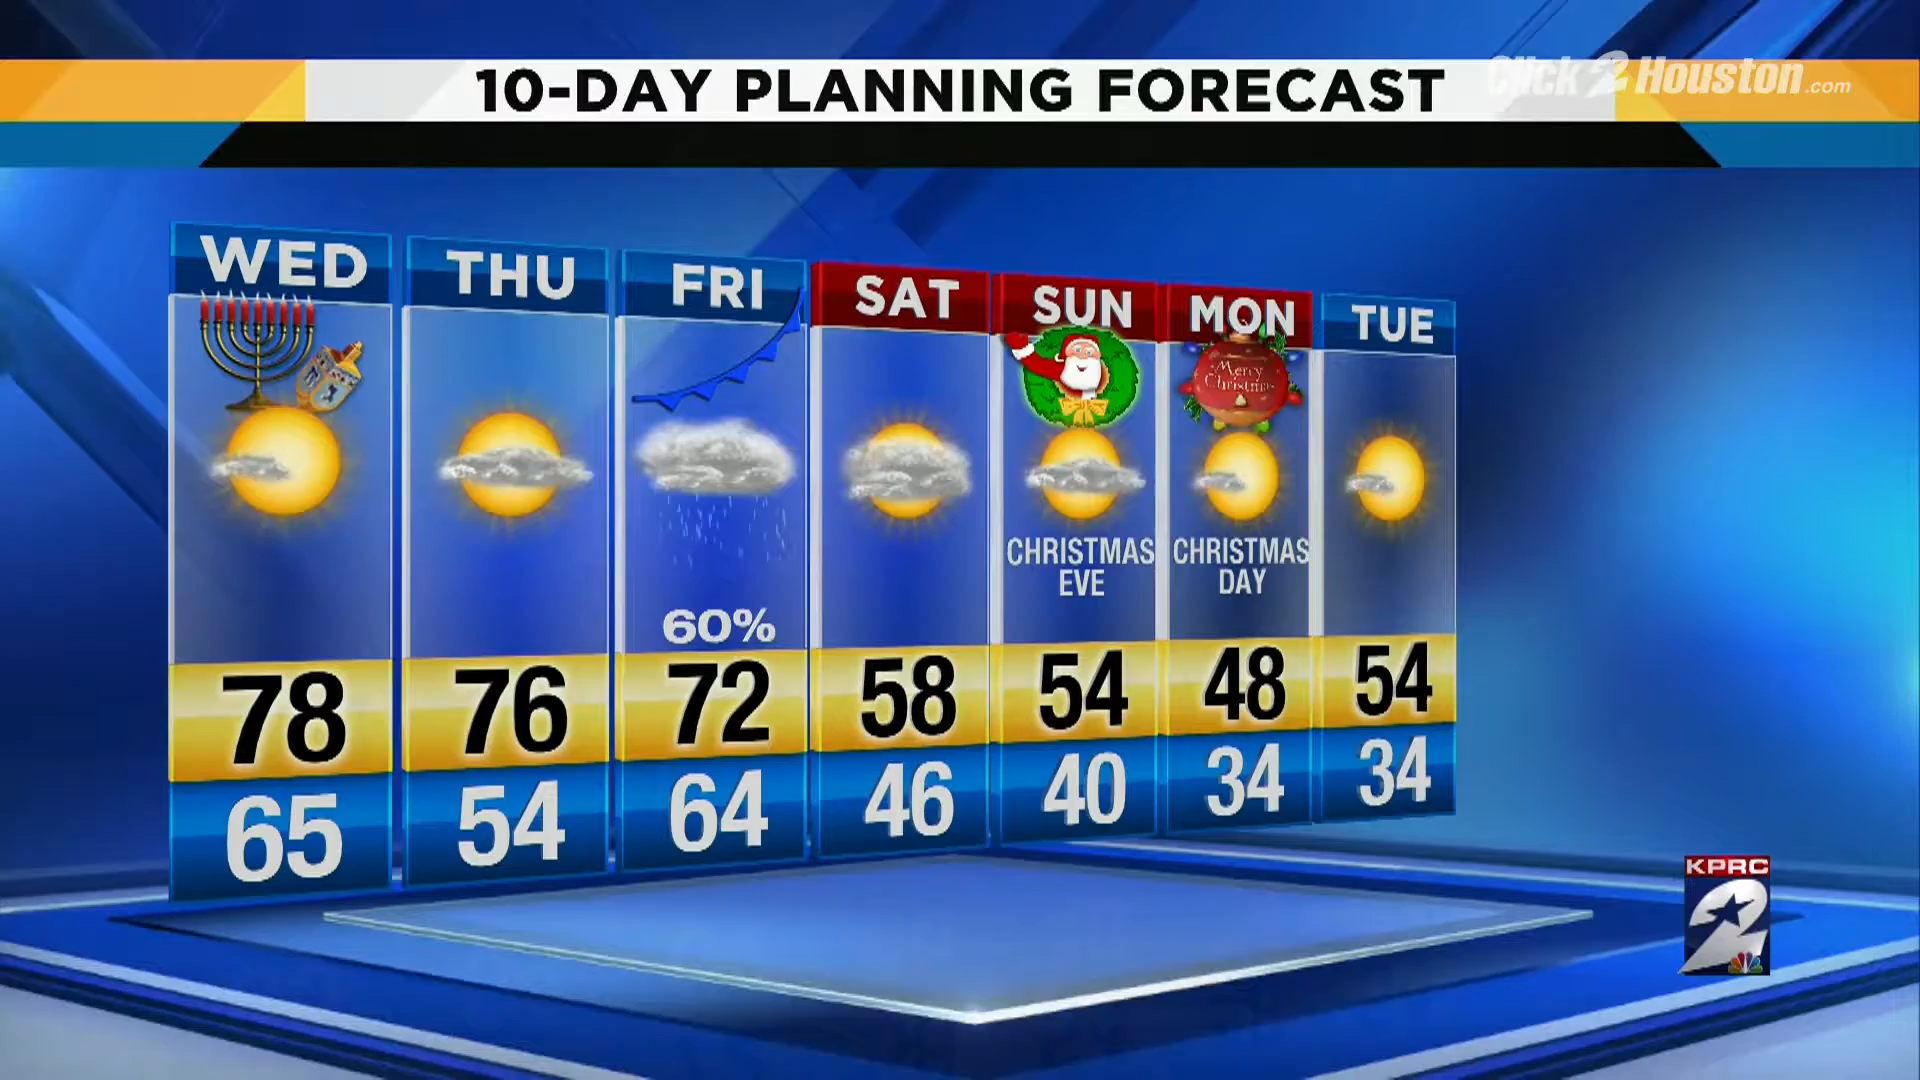 10-DAY PLANNING FORECAST
Click2Houston.com
WED
THU
FRI
SAT
SUN
MON
TUE
Merry
Christmas
CHRISTMAS
EVE
CHRISTMAS
DAY
60%
78
76
72
58
54
48
54
65
54
64
46
40
34
34
KPRC
2